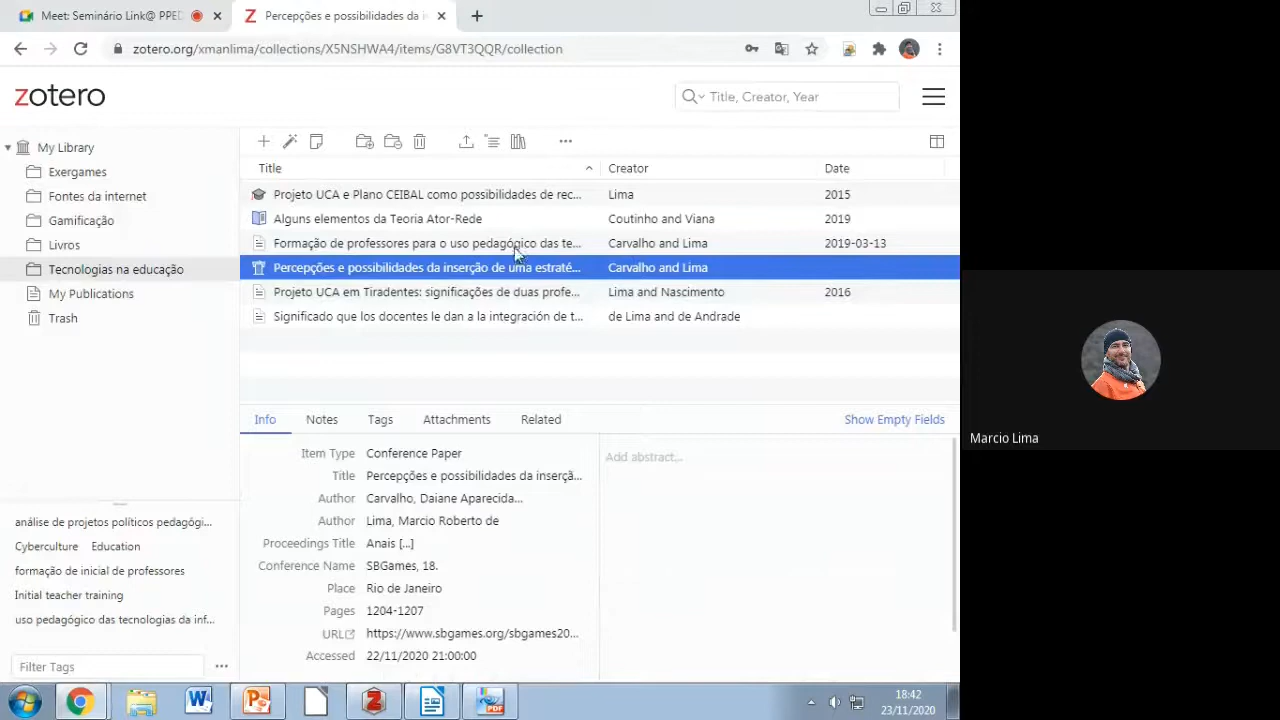 Meet: Seminário Link@ PPED
Percepções e possibilidades da i
zotero.org/xmanlima/collections/X5NSHWA4/items/G8VT3QQR/collection
zotero
Title, Creator, Year
My Library
Exergames
Fontes da internet
Gamificação
Livros
Tecnologias na educação
My Publications
Trash
Title Creator Date
Projeto UCA e Plano CEIBAL como possibilidades de rec... Lima 2015
Alguns elementos da Teoria Ator-Rede Coutinho and Viana 2019
Formação de professores para o uso pedagógico das te... Carvalho and Lima 2019-03-13
Percepções e possibilidades da inserção de uma estraté... Carvalho and Lima
Projeto UCA em Tiradentes: significações de duas profe... Lima and Nascimento 2016
Significado que los docentes le dan a la integración de t... de Lima and de Andrade
Info Notes Tags Attachments Related Show Empty Fields
Item Type Conference Paper
Title Percepções e possibilidades da inserçã...
Author Carvalho, Daiane Aparecida...
Author Lima, Marcio Roberto de
Proceedings Title Anais [...]
Conference Name SBGames, 18.
Place Rio de Janeiro
Pages 1204-1207
URL https://www.sbgames.org/sbgames20...
Accessed 22/11/2020 21:00:00
Add abstract...
análise de projetos políticos pedagógi...
Cyberculture Education
formação de inicial de professores
Initial teacher training
uso pedagógico das tecnologias da inf...
Filter Tags
Marcio Lima
18:42
23/11/2020